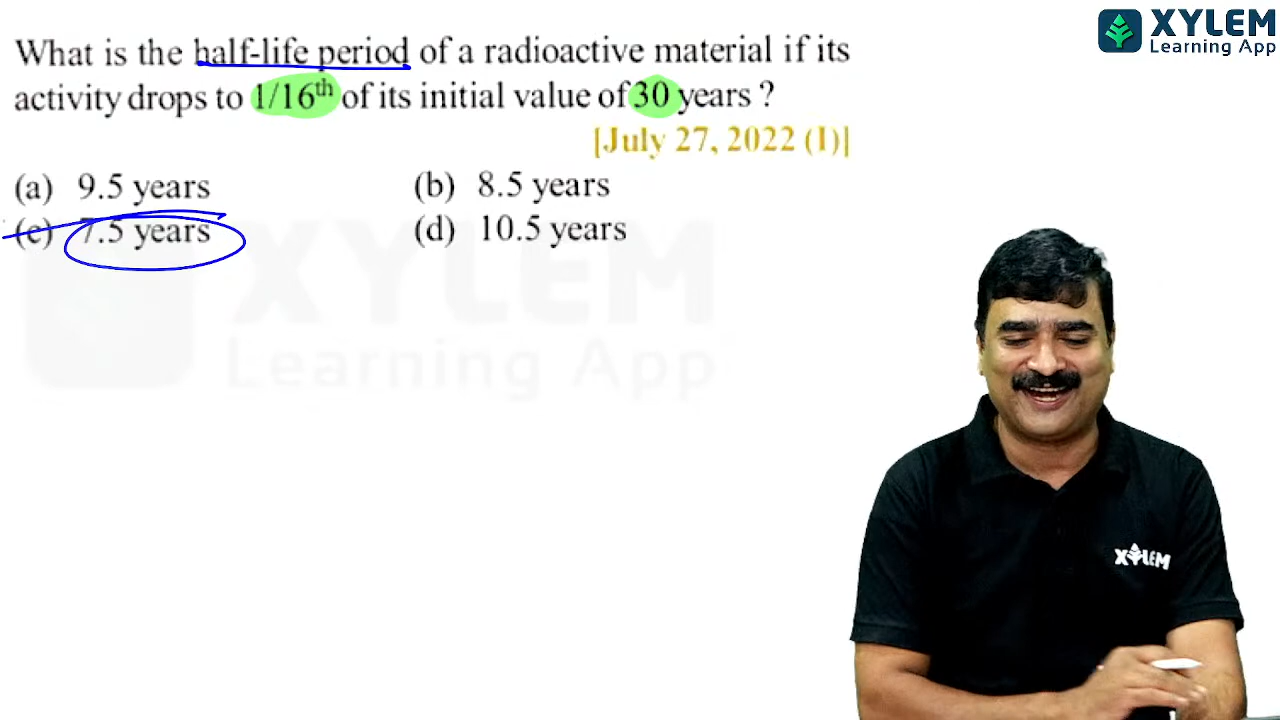 XYLEM
Learning App
What is the half-life period of a radioactive material if its
activity drops to 1/16th of its initial value of 30 years ?
[July 27, 2022 (I)]
(a) 9.5 years
(b) 8.5 years
(c) 7.5 years
(d) 10.5 years
XYLEM
Learning App
XYLEM